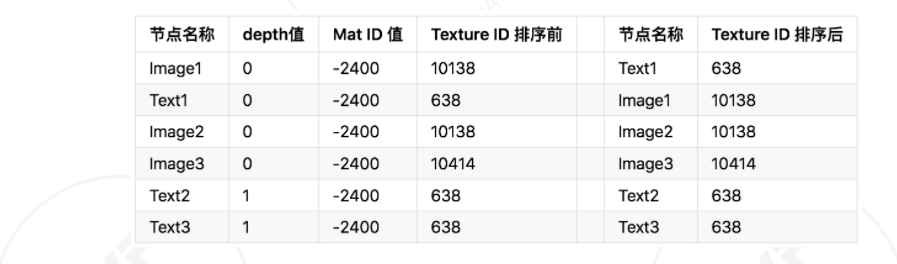 节点名称 depth值 Mat ID 值 Texture ID 排序前 节点名称 Texture ID 排序后
Image1 0 -2400 10138 Text1 638
Text1 0 -2400 638 Image1 10138
Image2 0 -2400 10138 Image2 10138
Image3 0 -2400 10414 Image3 10414
Text2 1 -2400 638 Text2 638
Text3 1 -2400 638 Text3 638